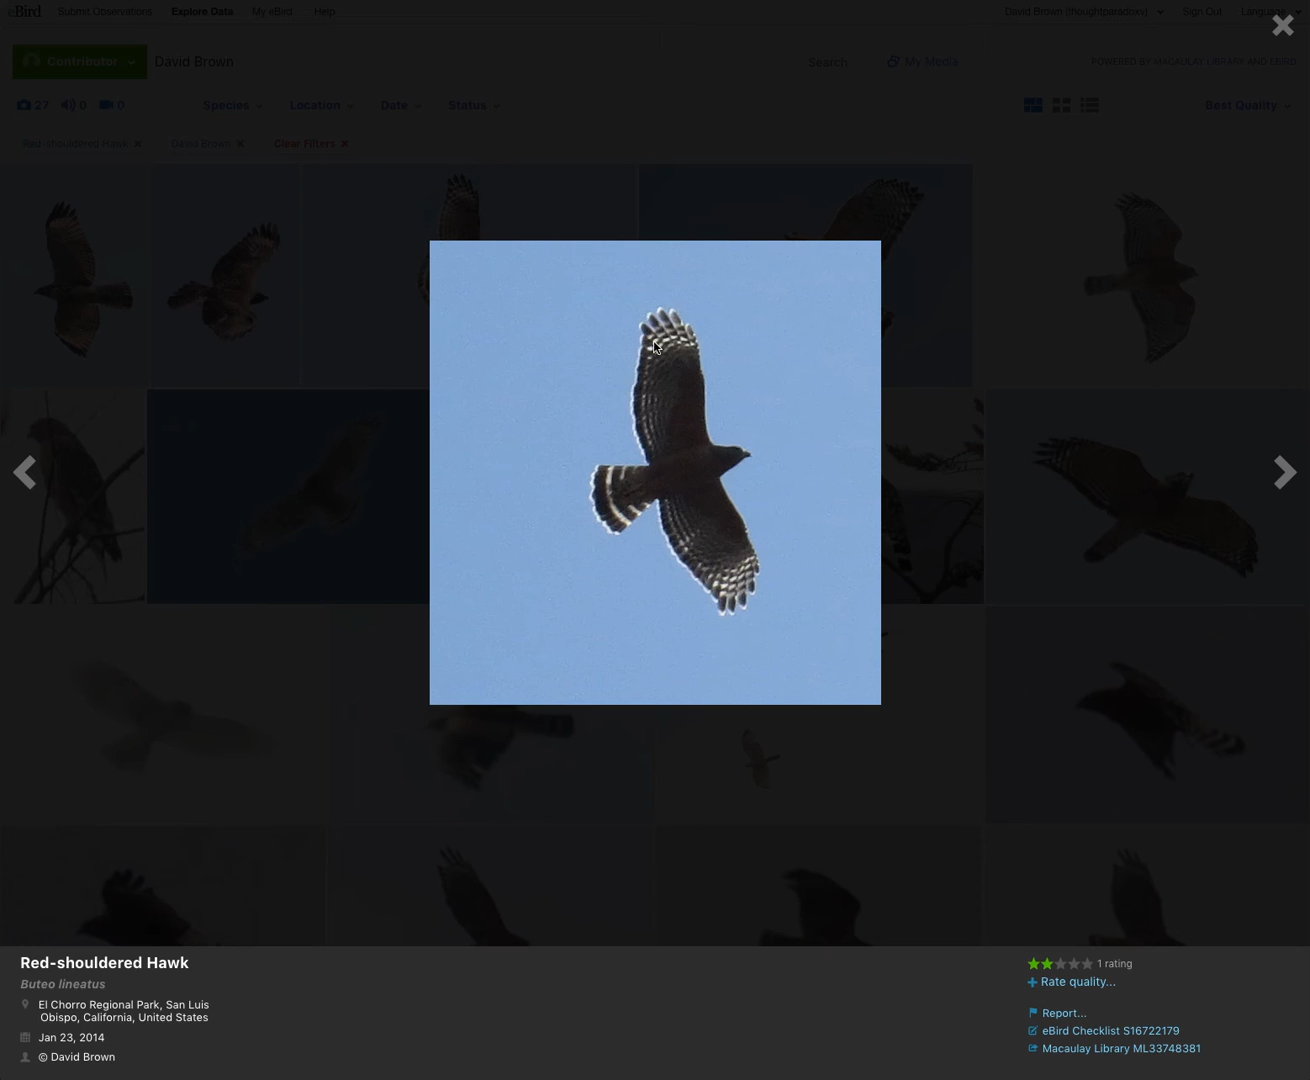 eBird Submit Observations Explore Data My eBird Help David Brown (thoughtparadoxx) Sign Out Language
Contributor David Brown Search My Media POWERED BY MACAULAY LIBRARY AND EBIRD
27 0 0 Species Location Date Status Best Quality
Red-shouldered Hawk × David Brown × Clear Filters ×
Red-shouldered Hawk
Buteo lineatus
El Chorro Regional Park, San Luis
Obispo, California, United States
Jan 23, 2014
© David Brown
1 rating
Rate quality...
Report...
eBird Checklist S16722179
Macaulay Library ML33748381